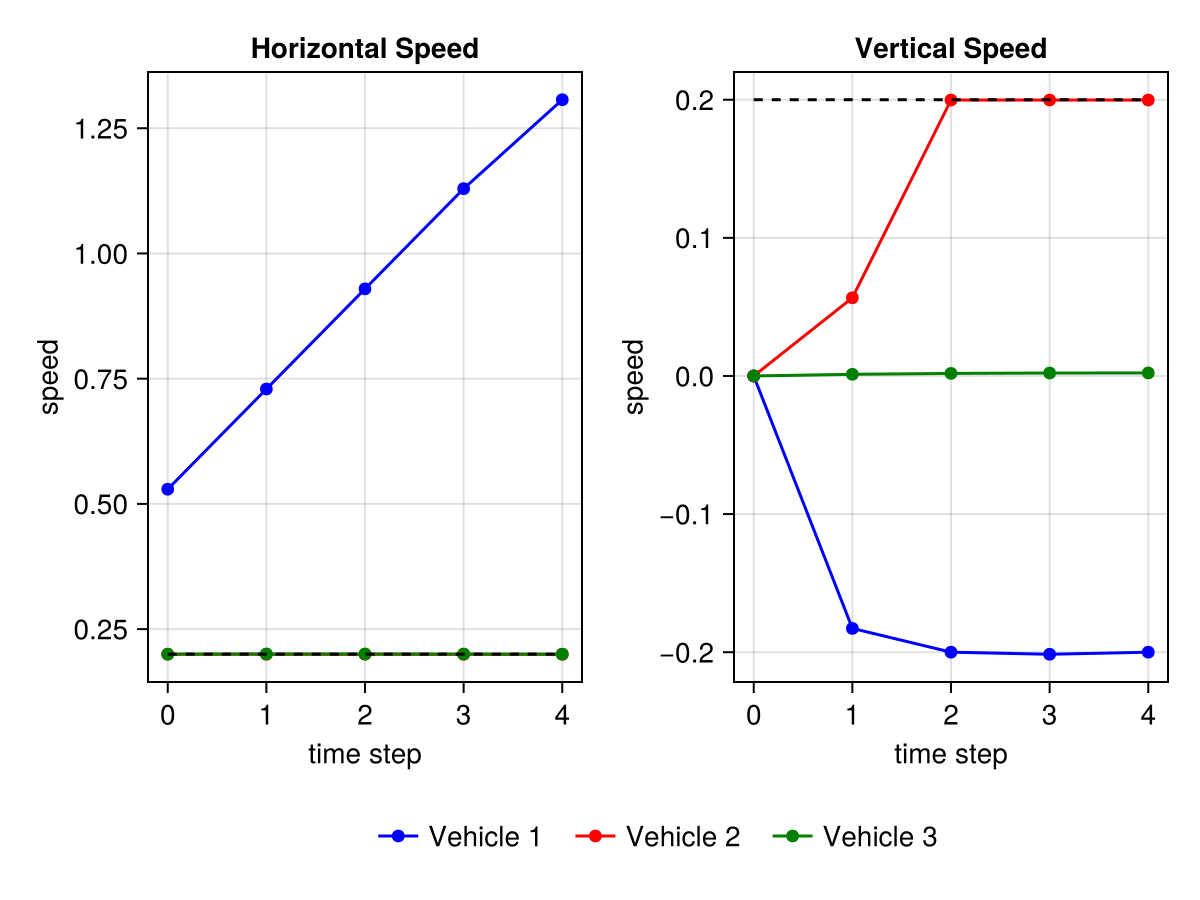 Horizontal Speed
1.25
1.00
0.75
0.50
0.25
speed
0 1 2 3 4
time step
Vertical Speed
0.2
0.1
0.0
−0.1
−0.2
speed
0 1 2 3 4
time step
Vehicle 1 Vehicle 2 Vehicle 3